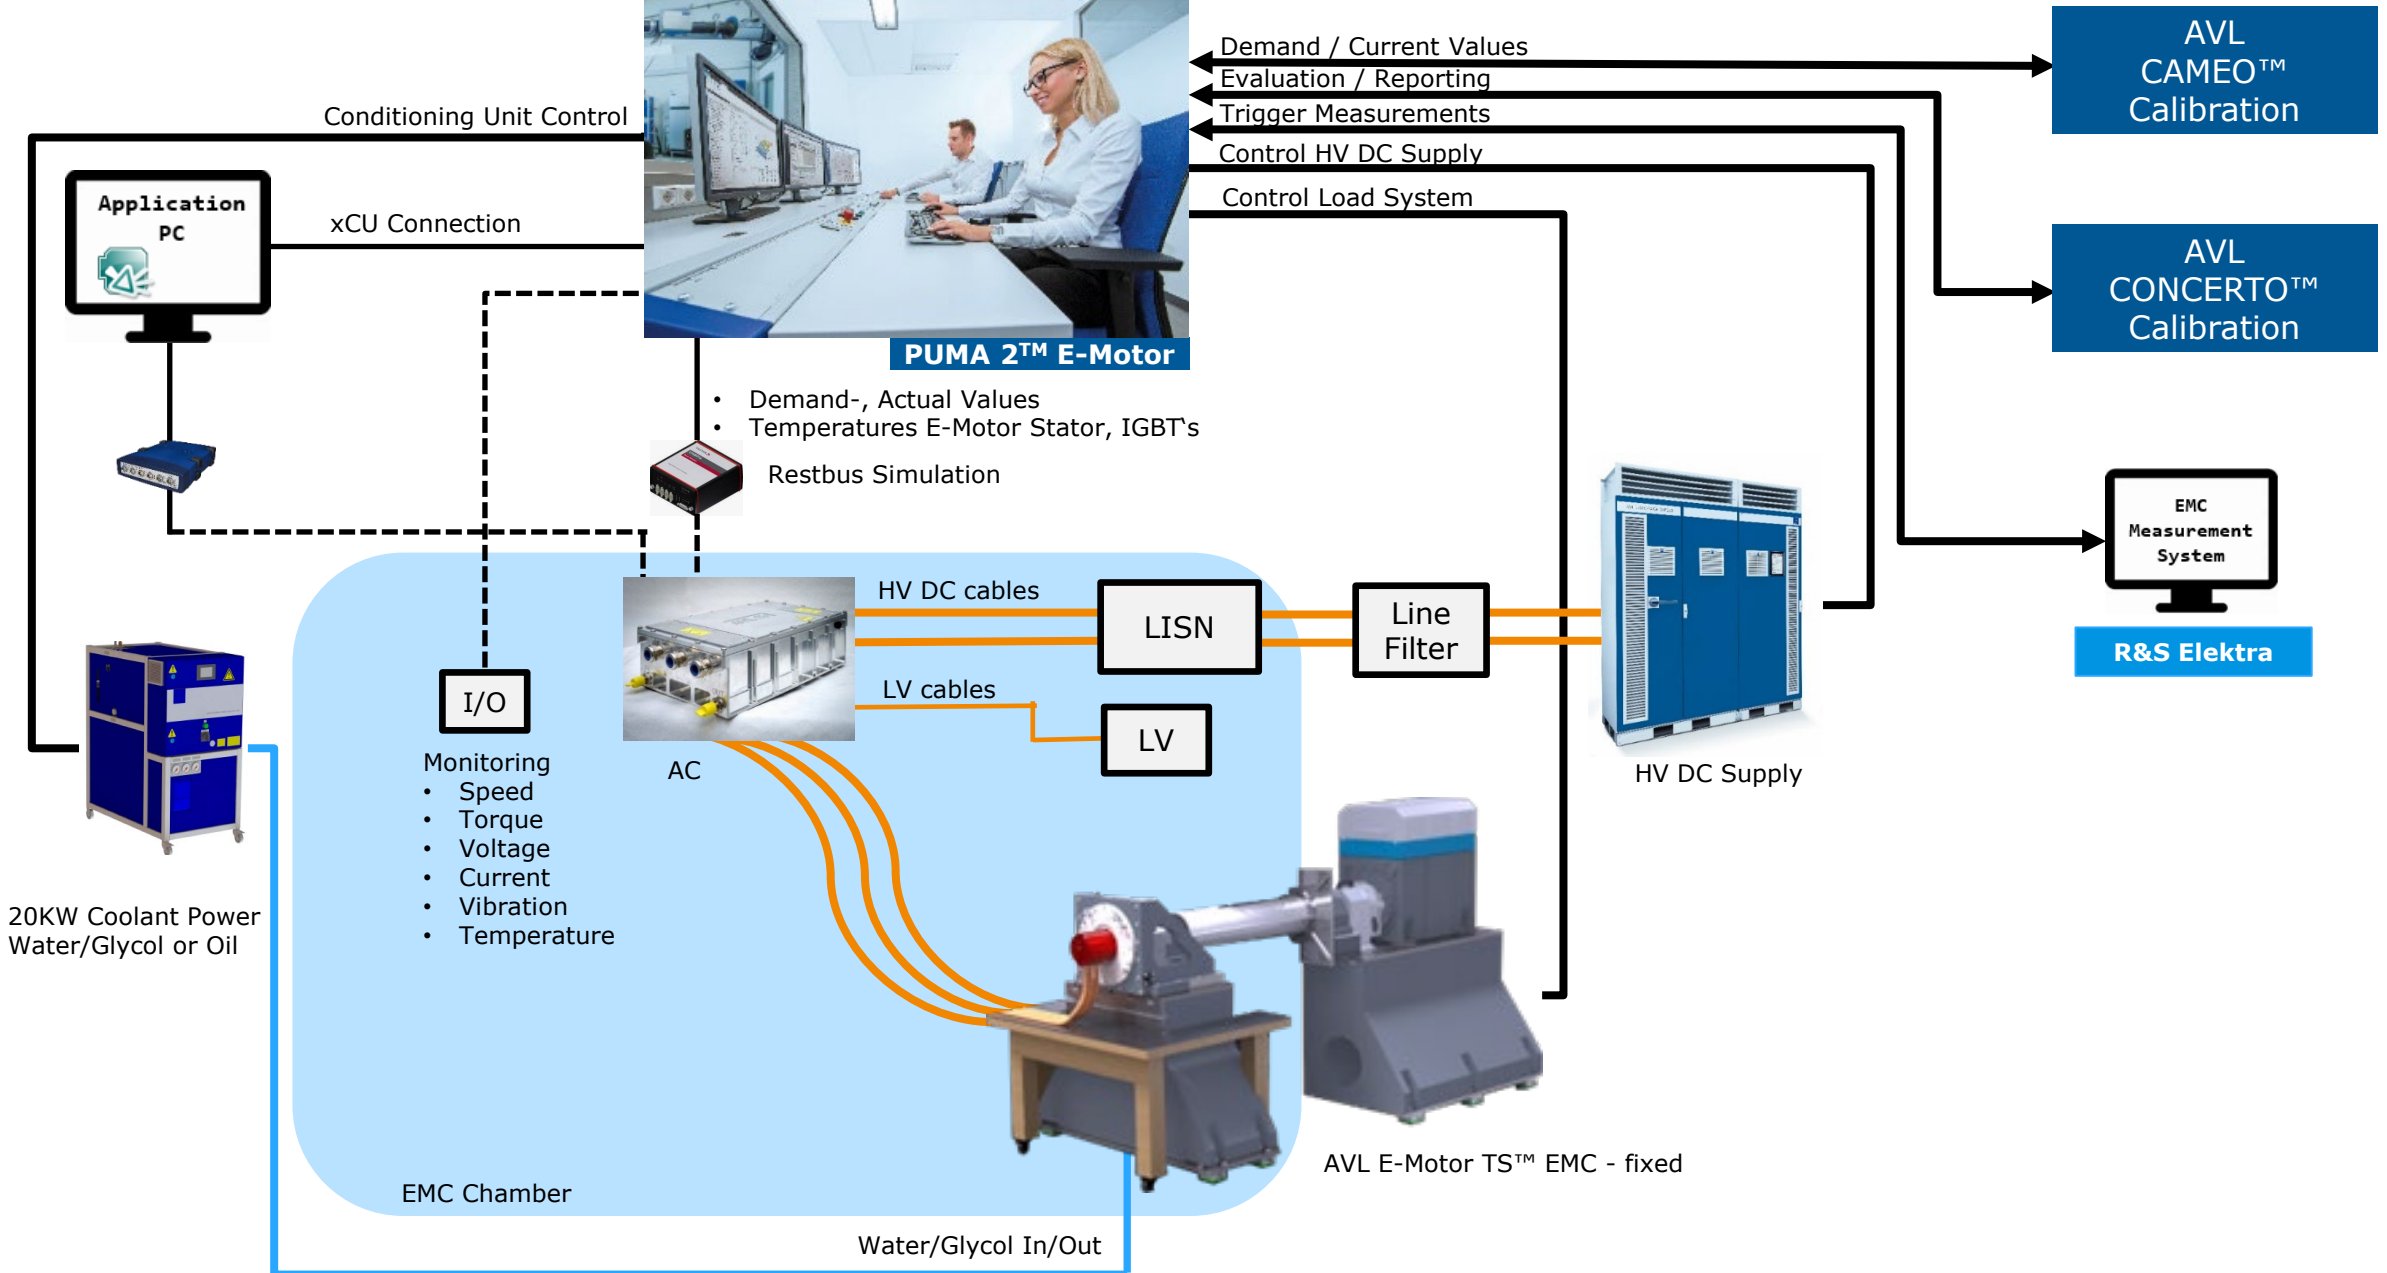 Demand / Current Values
Evaluation / Reporting
Trigger Measurements
Control HV DC Supply
Control Load System
AVL
CAMEO™
Calibration
AVL
CONCERTO™
Calibration
Conditioning Unit Control
Application
PC
xCU Connection
PUMA 2™ E-Motor
• Demand-, Actual Values
• Temperatures E-Motor Stator, IGBT‘s
Restbus Simulation
EMC
Measurement
System
R&S Elektra
HV DC cables
LISN
Line
Filter
LV cables
LV
I/O
AC
HV DC Supply
Monitoring
• Speed
• Torque
• Voltage
• Current
• Vibration
• Temperature
20KW Coolant Power
Water/Glycol or Oil
AVL E-Motor TS™ EMC - fixed
EMC Chamber
Water/Glycol In/Out